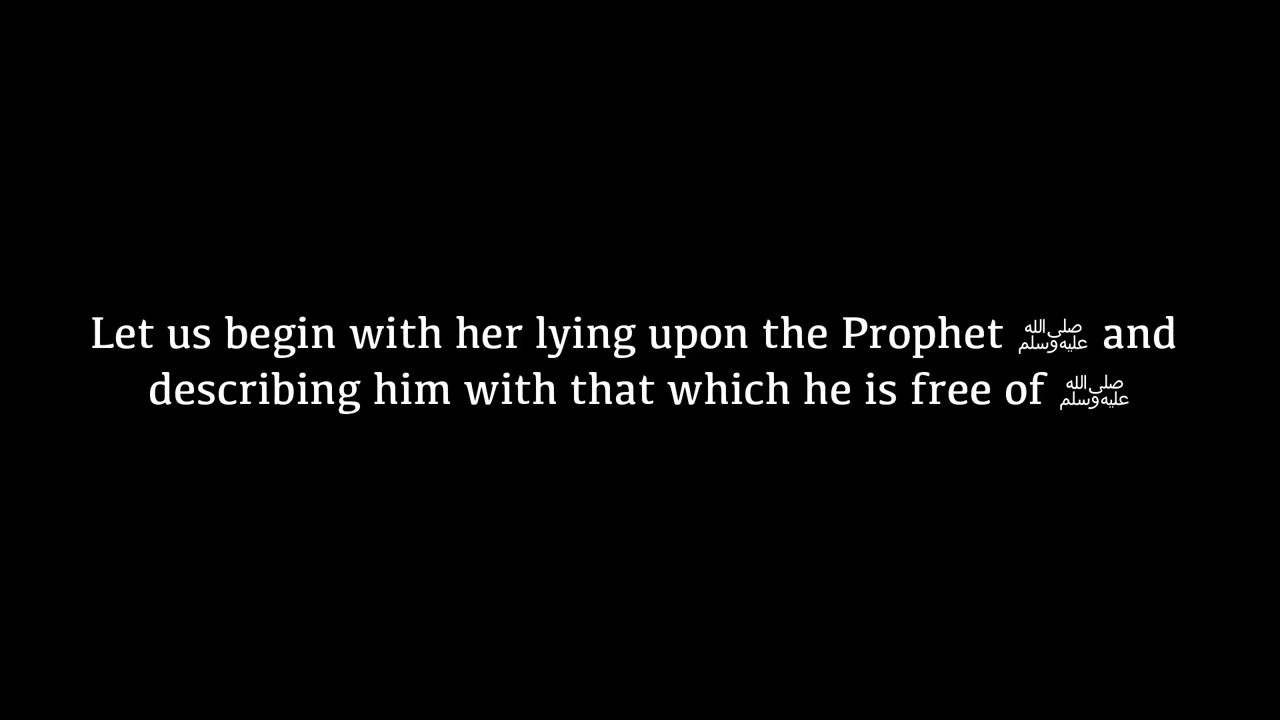 Let us begin with her lying upon the Prophet ﷺ and
describing him with that which he is free of ﷺ